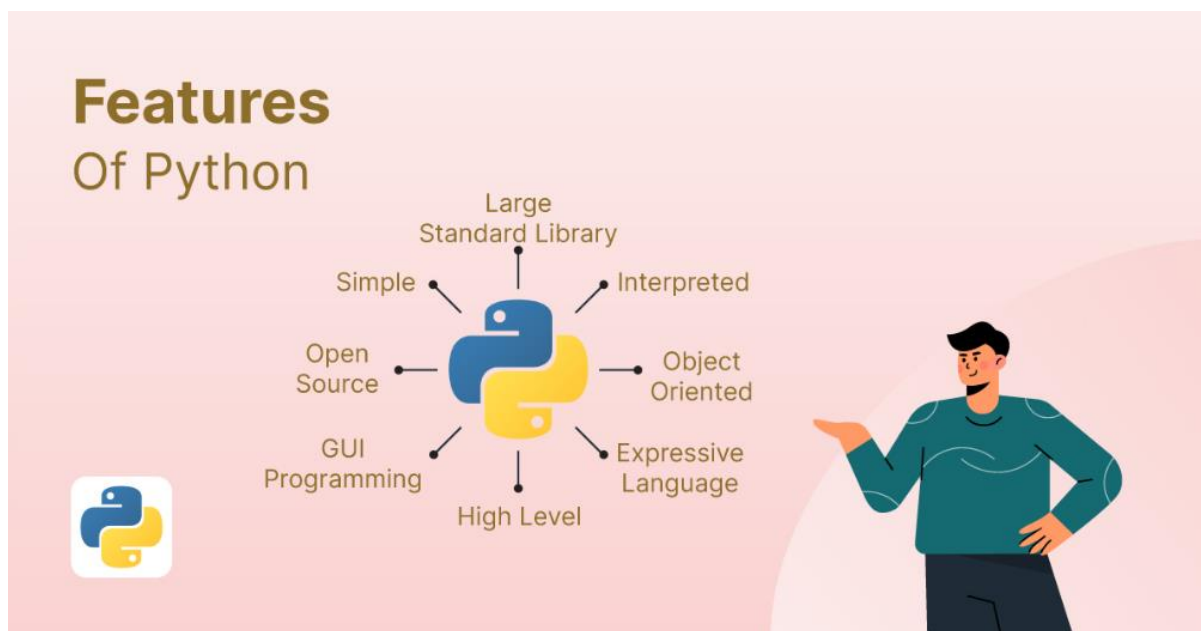 Features
Of Python
Large
Standard Library
Simple
Interpreted
Open
Source
Object
Oriented
GUI
Programming
Expressive
Language
High Level